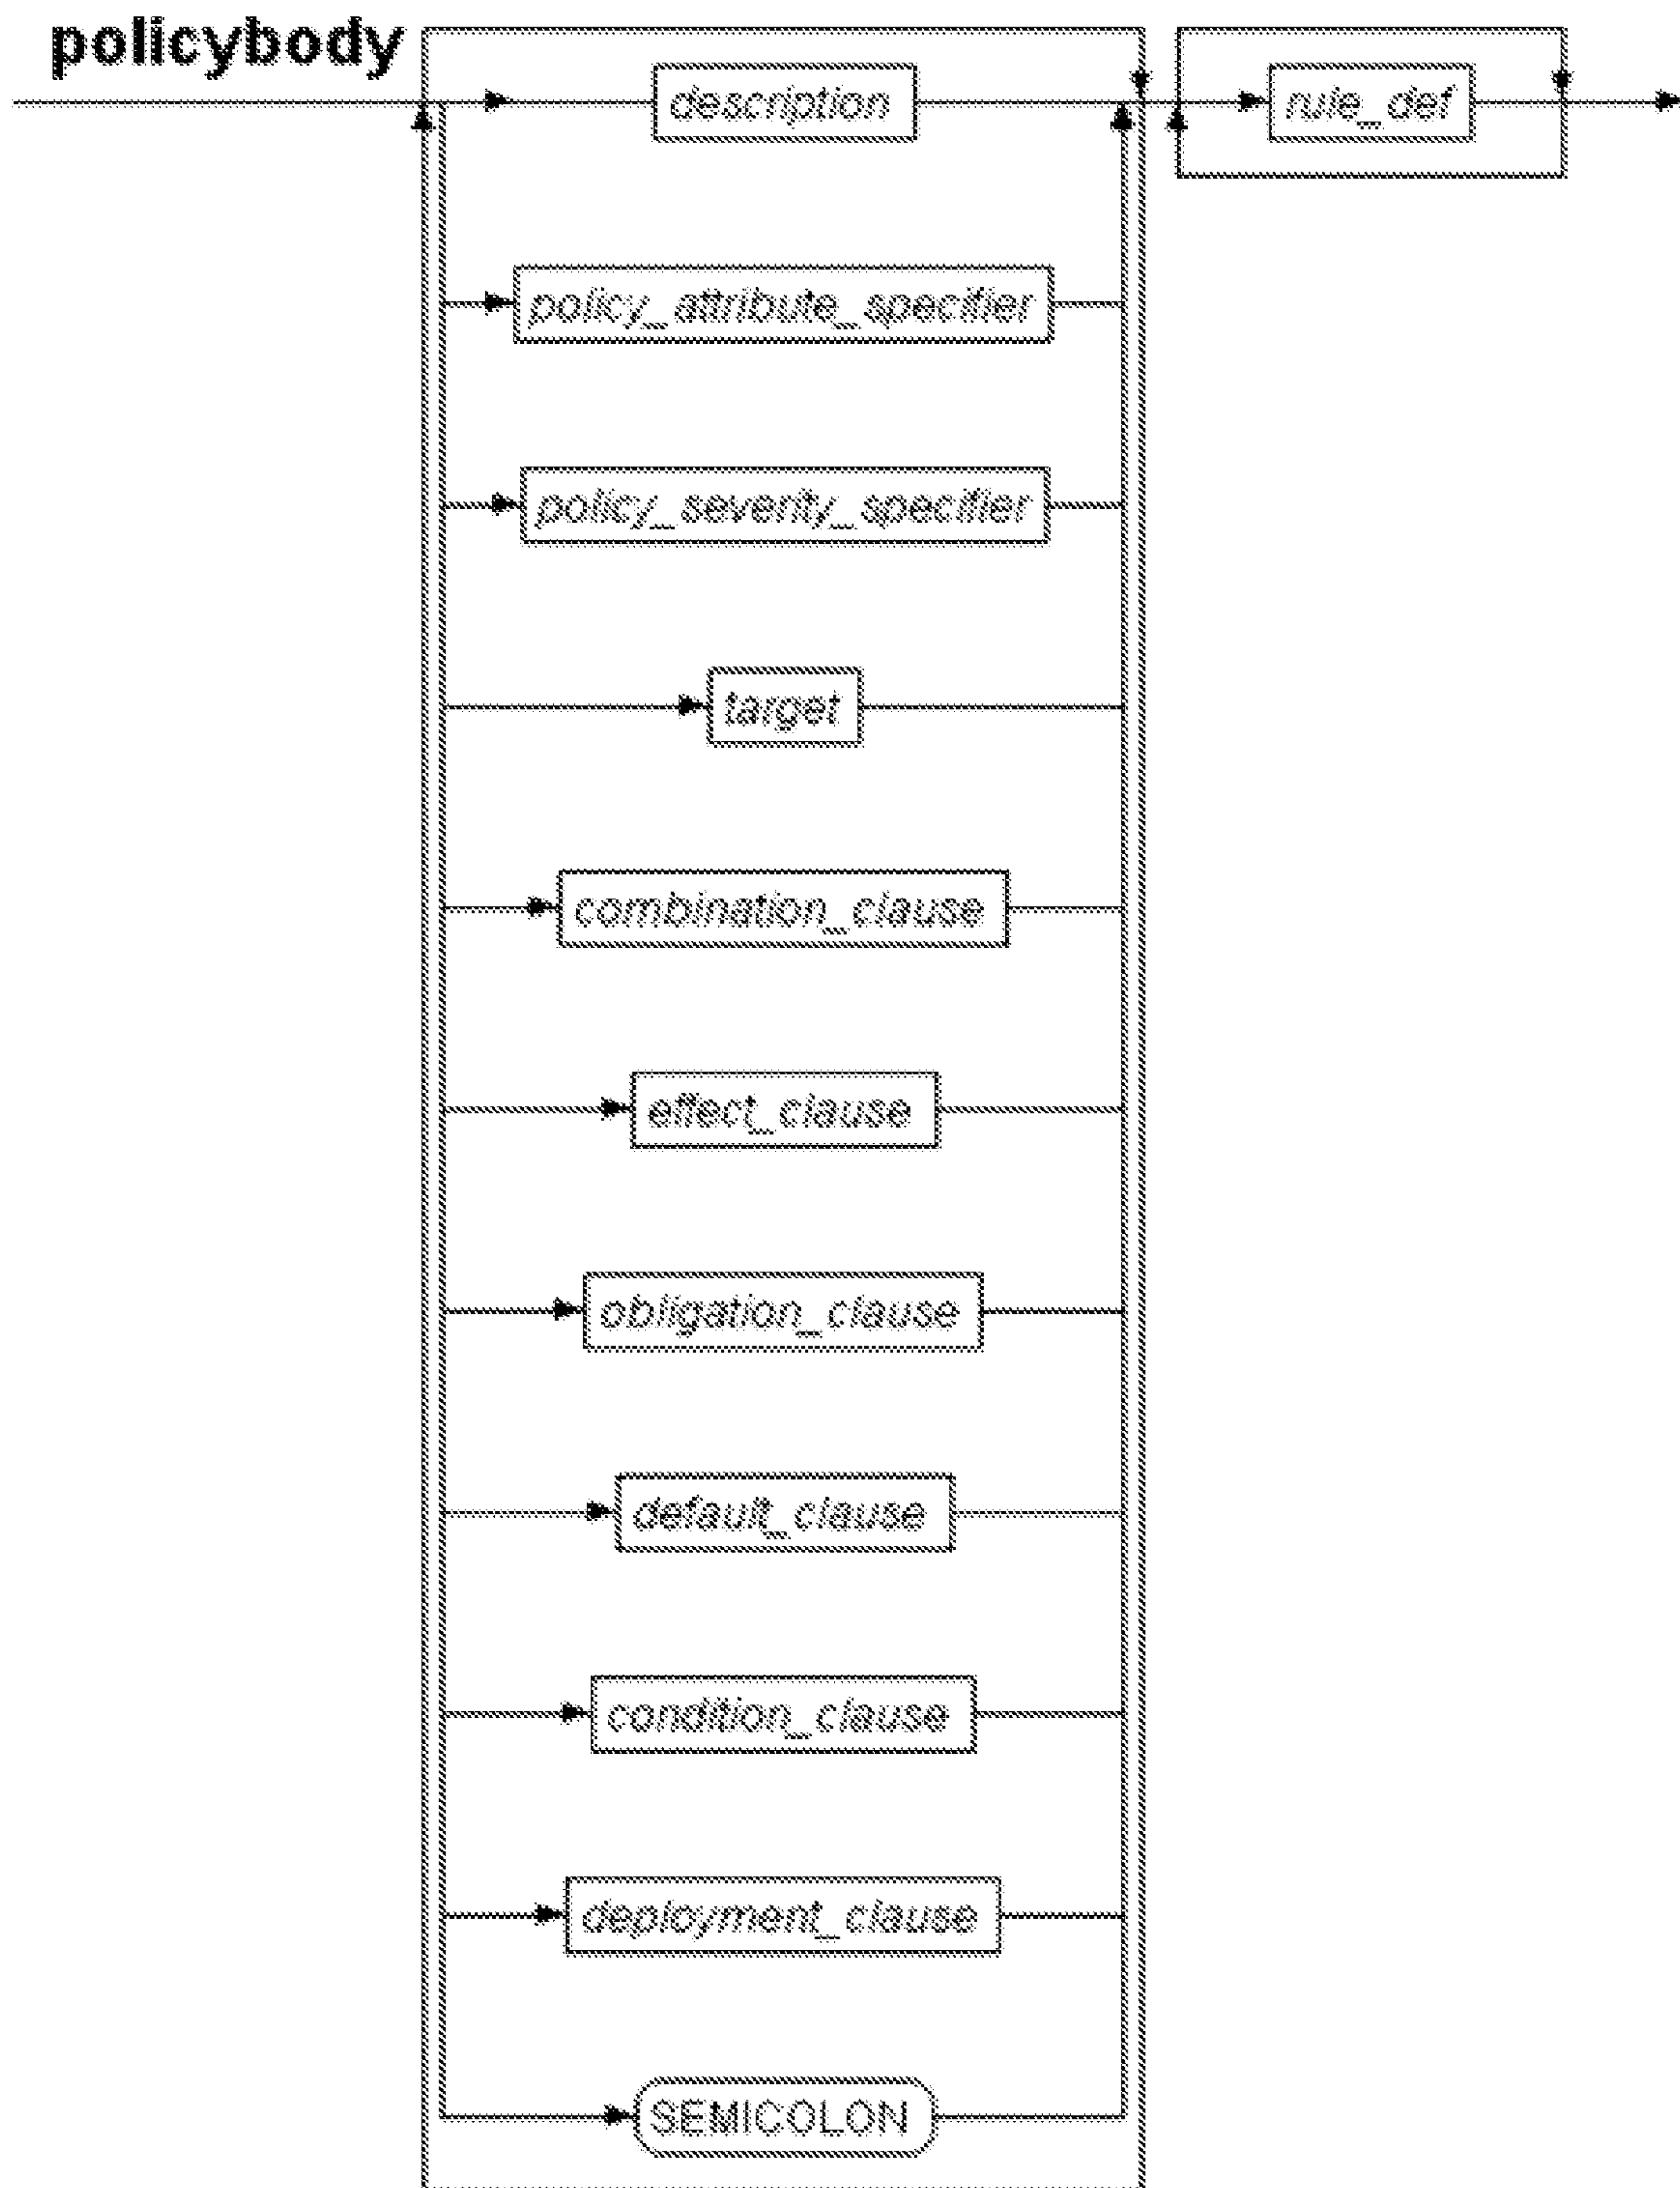 policybody
description
rule_def
policy_attribute_specifier
policy_severity_specifier
target
combination_clause
effect_clause
obligation_clause
default_clause
condition_clause
deployment_clause
SEMICOLON